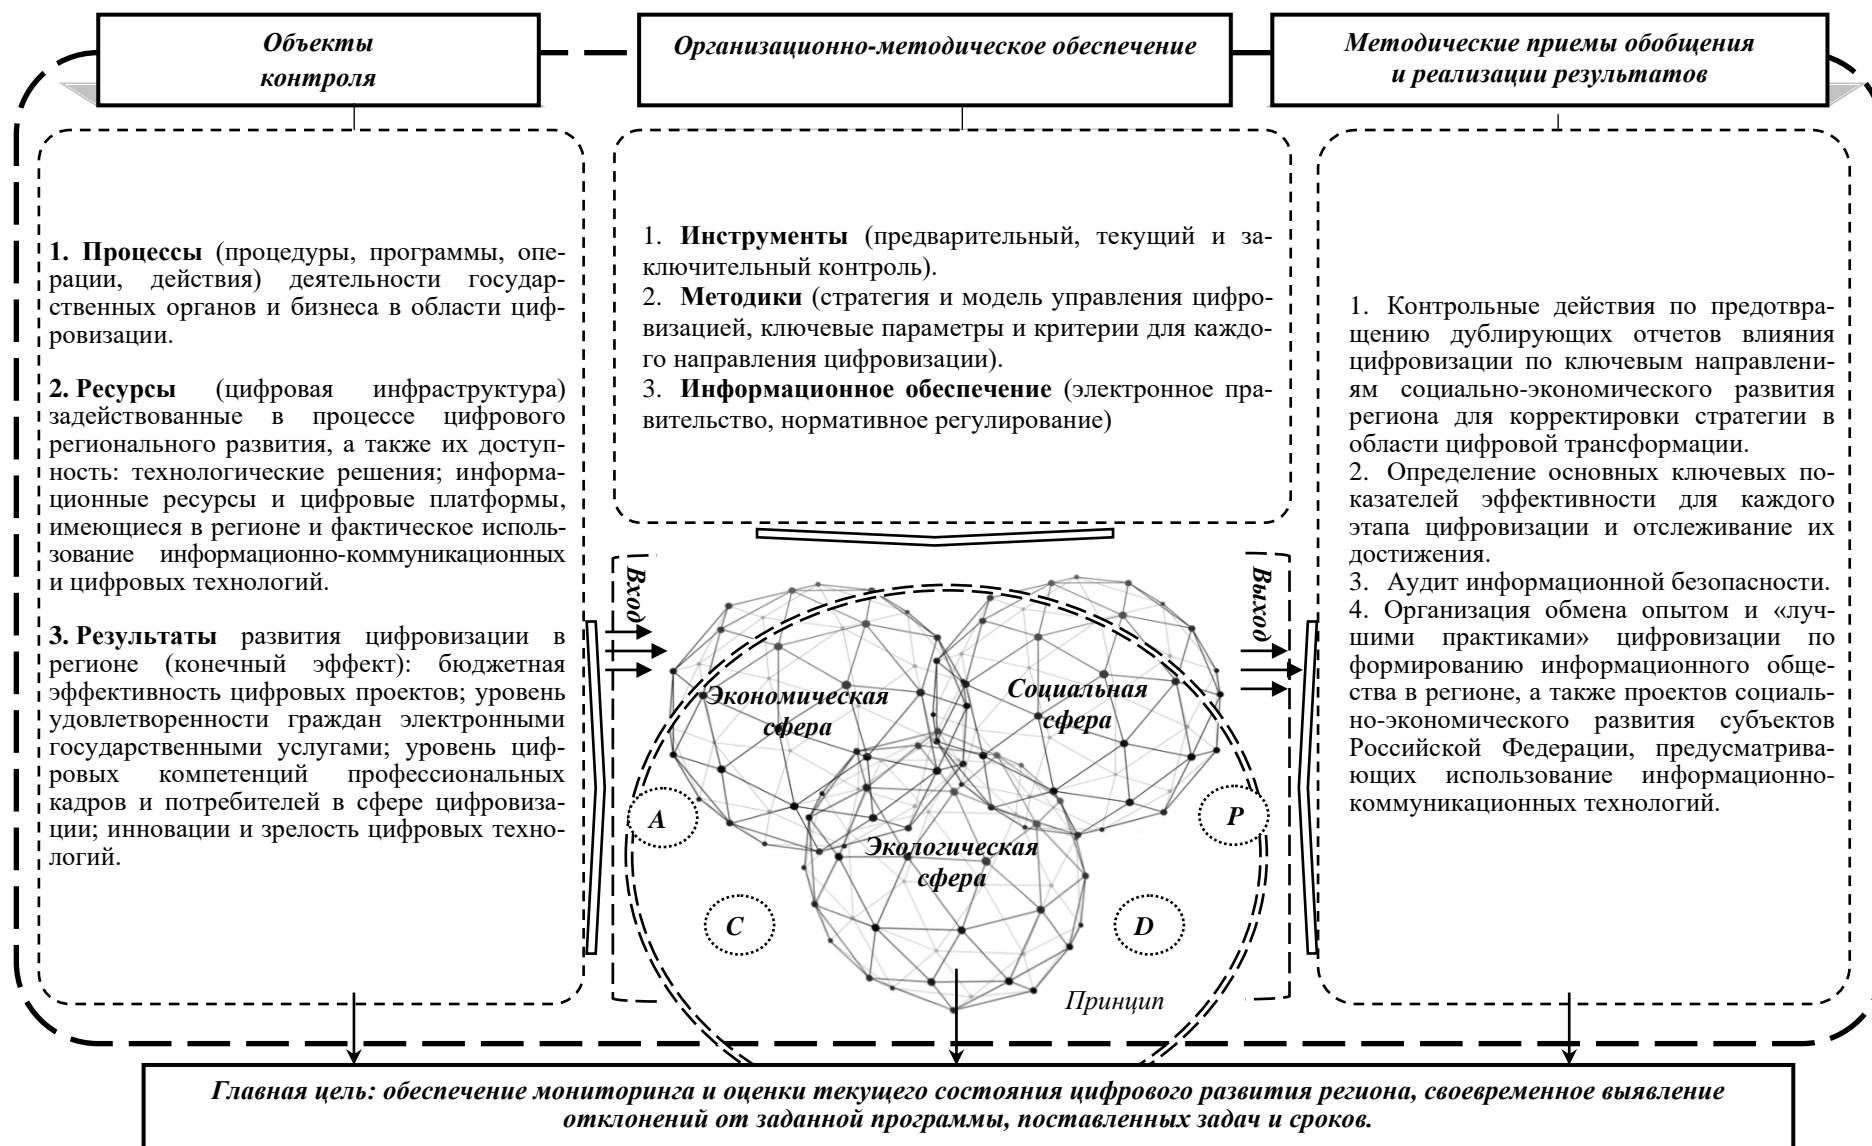 Объекты
контроля
Организационно-методическое обеспечение
Методические приемы обобщения
и реализации результатов
1. Процессы (процедуры, программы, опе-
рации, действия) деятельности государ-
ственных органов и бизнеса в области циф-
ровизации.
2. Ресурсы (цифровая инфраструктура)
задействованные в процессе цифрового
регионального развития, а также их доступ-
ность: технологические решения; информа-
ционные ресурсы и цифровые платформы,
имеющиеся в регионе и фактическое исполь-
зование информационно-коммуникационных
и цифровых технологий.
3. Результаты развития цифровизации в
регионе (конечный эффект): бюджетная
эффективность цифровых проектов; уровень
удовлетворенности граждан электронными
государственными услугами; уровень циф-
ровых компетенций профессиональных
кадров и потребителей в сфере цифровиза-
ции; инновации и зрелость цифровых техно-
логий.
1. Инструменты (предварительный, текущий и за-
ключительный контроль).
2. Методики (стратегия и модель управления цифро-
визацией, ключевые параметры и критерии для каждо-
го направления цифровизации).
3. Информационное обеспечение (электронное пра-
вительство, нормативное регулирование)
Вход
Выход
Экономическая
сфера
Социальная
сфера
Экологическая
сфера
A
P
C
D
Принцип
1. Контрольные действия по предотвра-
щению дублирующих отчетов влияния
цифровизации по ключевым направлени-
ям социально-экономического развития
региона для корректировки стратегии в
области цифровой трансформации.
2. Определение основных ключевых по-
казателей эффективности для каждого
этапа цифровизации и отслеживание их
достижения.
3. Аудит информационной безопасности.
4. Организация обмена опытом и «луч-
шими практиками» цифровизации по
формированию информационного обще-
ства в регионе, а также проектов социаль-
но-экономического развития субъектов
Российской Федерации, предусматрива-
ющих использование информационно-
коммуникационных технологий.
Главная цель: обеспечение мониторинга и оценки текущего состояния цифрового развития региона, своевременное выявление
отклонений от заданной программы, поставленных задач и сроков.